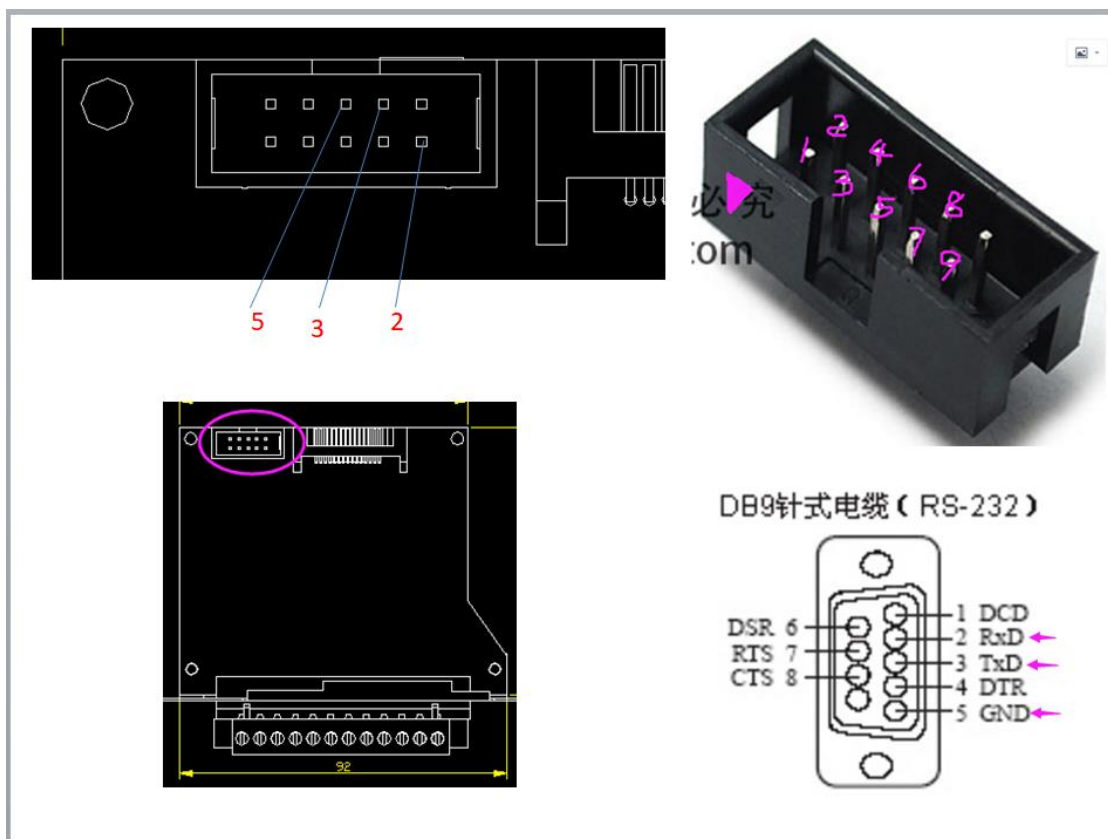 5
3
2
1
2
3
4
5
6
7
8
9
必究
:om
92
DB9针式电缆（RS-232）
1 DCD
DSR 6
2 RxD
RTS 7
3 TxD
CTS 8
4 DTR
5 GND